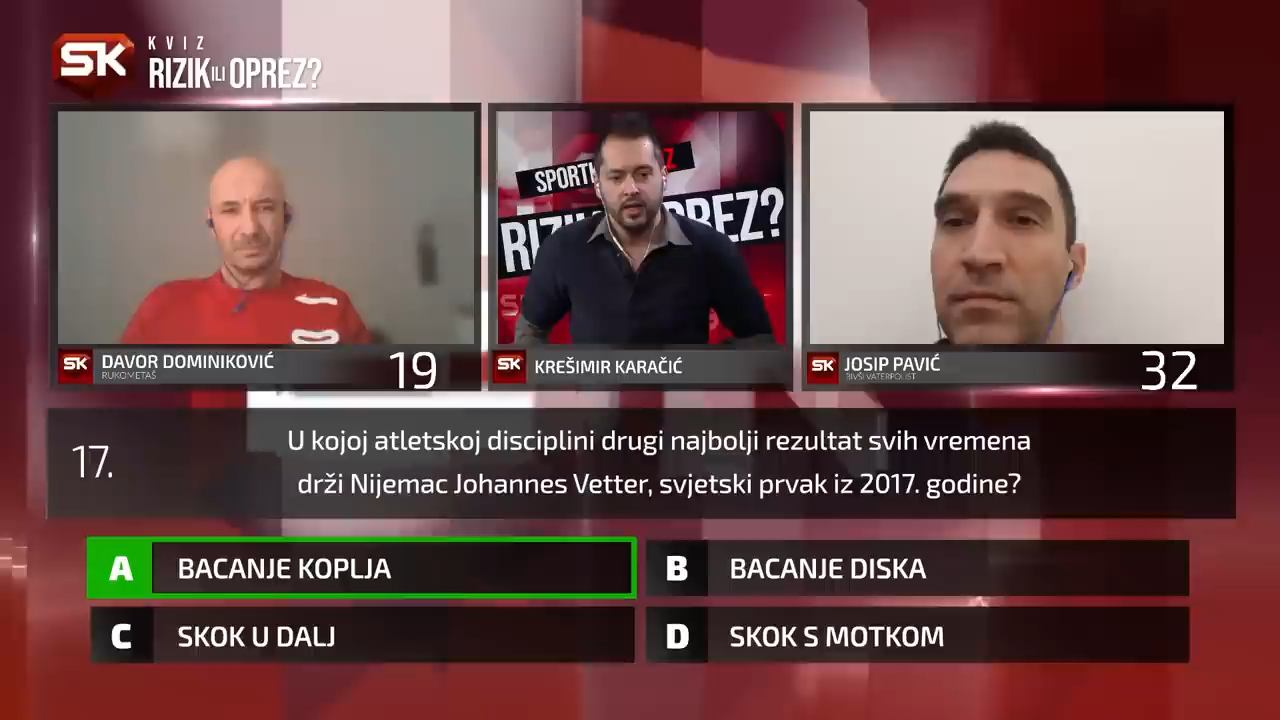 SK
KVIZ
RIZIK ILI OPREZ?
SPORTK
Z
RIZIK
OPREZ?
SK
DAVOR DOMINIKOVIĆ
RUKOMETAŠ
19
SK
KREŠIMIR KARAČIĆ
SK
JOSIP PAVIĆ
BIVŠI VATERPOLIST
32
17.
U kojoj atletskoj disciplini drugi najbolji rezultat svih vremena
drži Nijemac Johannes Vetter, svjetski prvak iz 2017. godine?
A BACANJE KOPLJA
B BACANJE DISKA
C SKOK U DALJ
D SKOK S MOTKOM